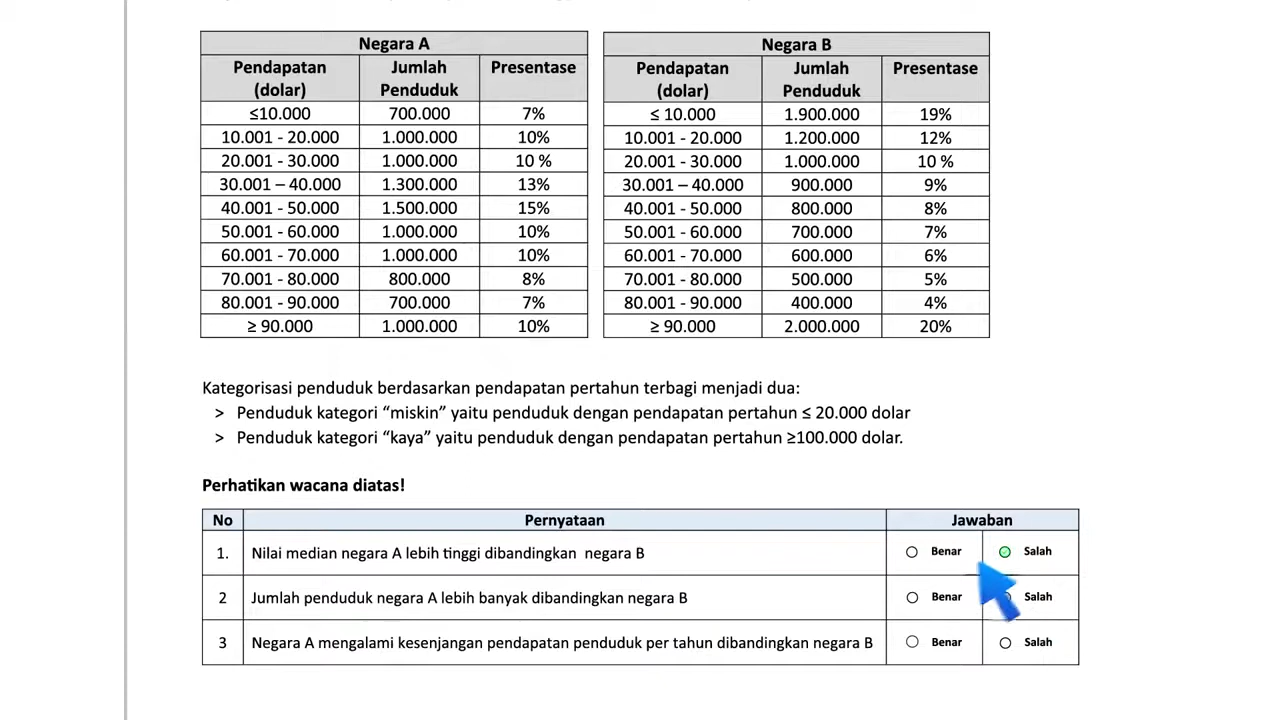 Negara A
Pendapatan (dolar) Jumlah Penduduk Presentase
≤10.000 700.000 7%
10.001 - 20.000 1.000.000 10%
20.001 - 30.000 1.000.000 10 %
30.001 – 40.000 1.300.000 13%
40.001 - 50.000 1.500.000 15%
50.001 - 60.000 1.000.000 10%
60.001 - 70.000 1.000.000 10%
70.001 - 80.000 800.000 8%
80.001 - 90.000 700.000 7%
≥ 90.000 1.000.000 10%
Negara B
Pendapatan (dolar) Jumlah Penduduk Presentase
≤ 10.000 1.900.000 19%
10.001 - 20.000 1.200.000 12%
20.001 - 30.000 1.000.000 10 %
30.001 – 40.000 900.000 9%
40.001 - 50.000 800.000 8%
50.001 - 60.000 700.000 7%
60.001 - 70.000 600.000 6%
70.001 - 80.000 500.000 5%
80.001 - 90.000 400.000 4%
≥ 90.000 2.000.000 20%
Kategorisasi penduduk berdasarkan pendapatan pertahun terbagi menjadi dua:
> Penduduk kategori “miskin” yaitu penduduk dengan pendapatan pertahun ≤ 20.000 dolar
> Penduduk kategori “kaya” yaitu penduduk dengan pendapatan pertahun ≥100.000 dolar.
Perhatikan wacana diatas!
No Pernyataan Jawaban
1. Nilai median negara A lebih tinggi dibandingkan negara B Benar Salah
2 Jumlah penduduk negara A lebih banyak dibandingkan negara B Benar Salah
3 Negara A mengalami kesenjangan pendapatan penduduk per tahun dibandingkan negara B Benar Salah